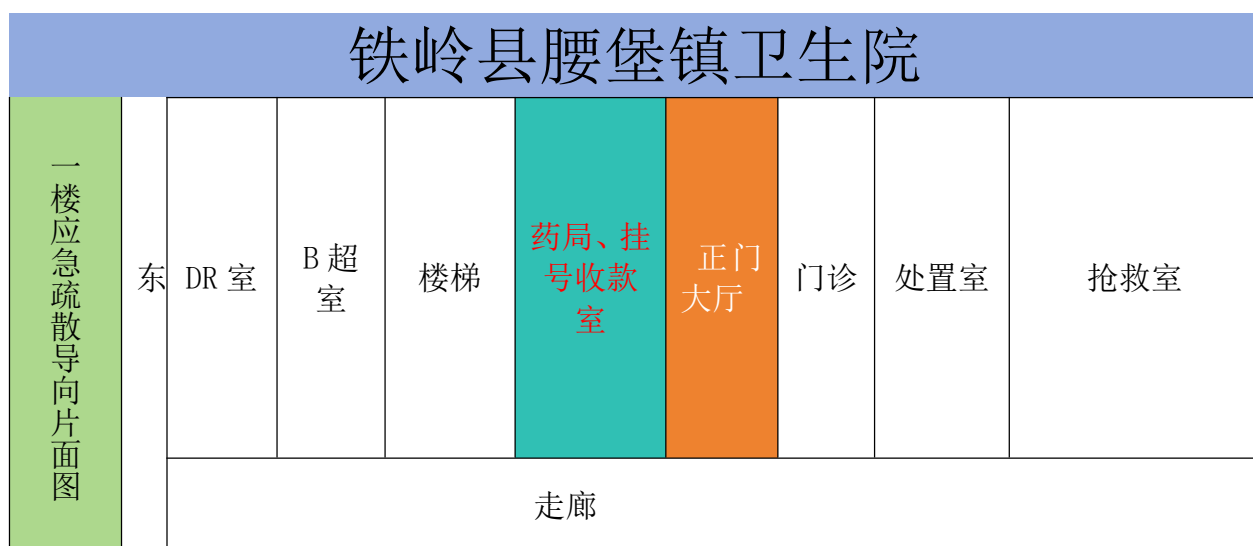 铁岭县腰堡镇卫生院
一楼应急疏散导向片面图
东
DR 室
B 超
室
楼梯
药局、挂
号收款
室
正门
大厅
门诊
处置室
抢救室
走廊